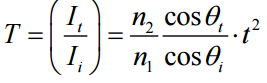 T = (I_t / I_i) = (n_2 / n_1) (cos θ_t / cos θ_i) · t^2